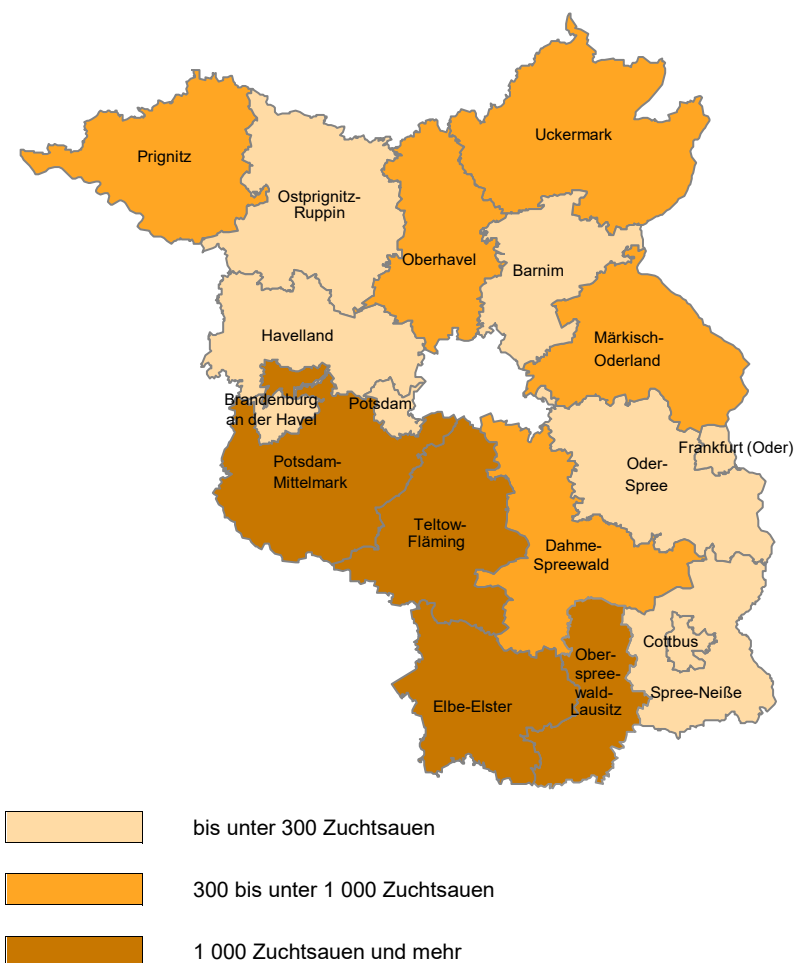 Uckermark
Prignitz
Ostprignitz-
Ruppin
Oberhavel
Barnim
Havelland
Märkisch-
Oderland
Brandenburg
an der Havel
Potsdam
Frankfurt (Oder)
Potsdam-
Mittelmark
Oder-
Spree
Teltow-
Fläming
Dahme-
Spreewald
Cottbus
Ober-
spree-
wald-
Lausitz
Spree-Neiße
Elbe-Elster
bis unter 300 Zuchtsauen
300 bis unter 1 000 Zuchtsauen
1 000 Zuchtsauen und mehr